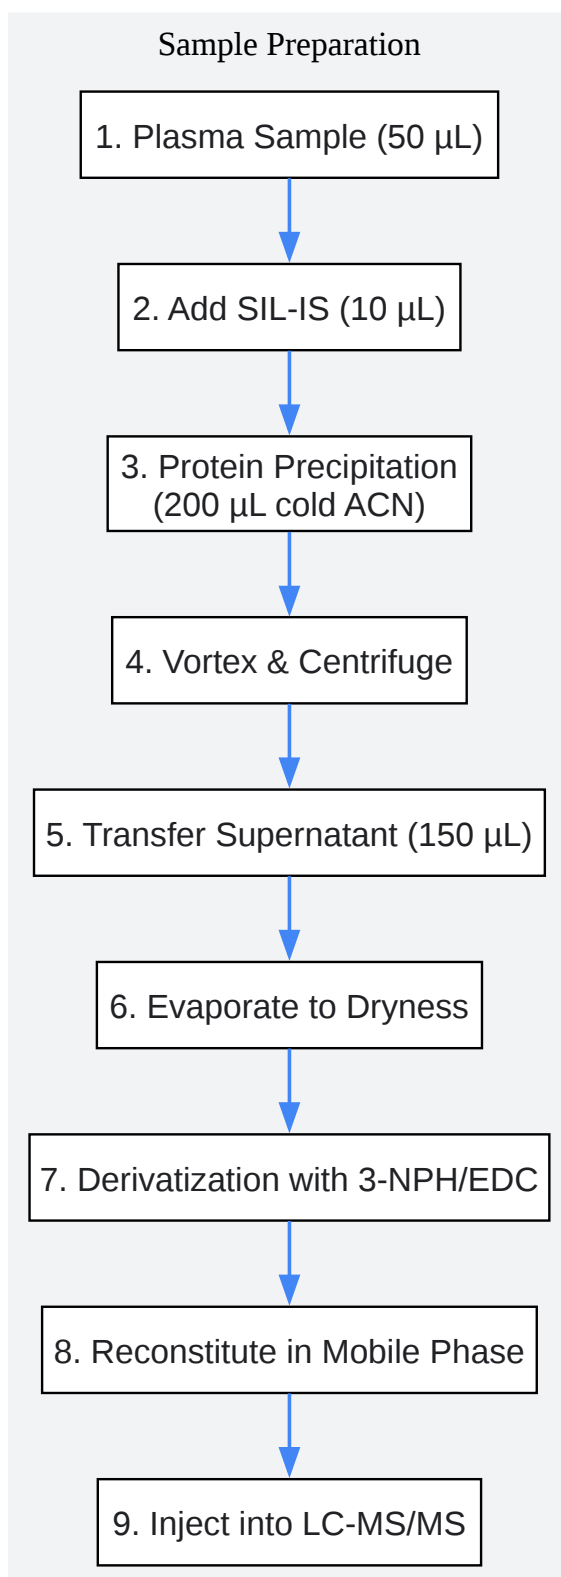 Sample Preparation
1. Plasma Sample (50 µL)
2. Add SIL-IS (10 µL)
3. Protein Precipitation
(200 µL cold ACN)
4. Vortex & Centrifuge
5. Transfer Supernatant (150 µL)
6. Evaporate to Dryness
7. Derivatization with 3-NPH/EDC
8. Reconstitute in Mobile Phase
9. Inject into LC-MS/MS